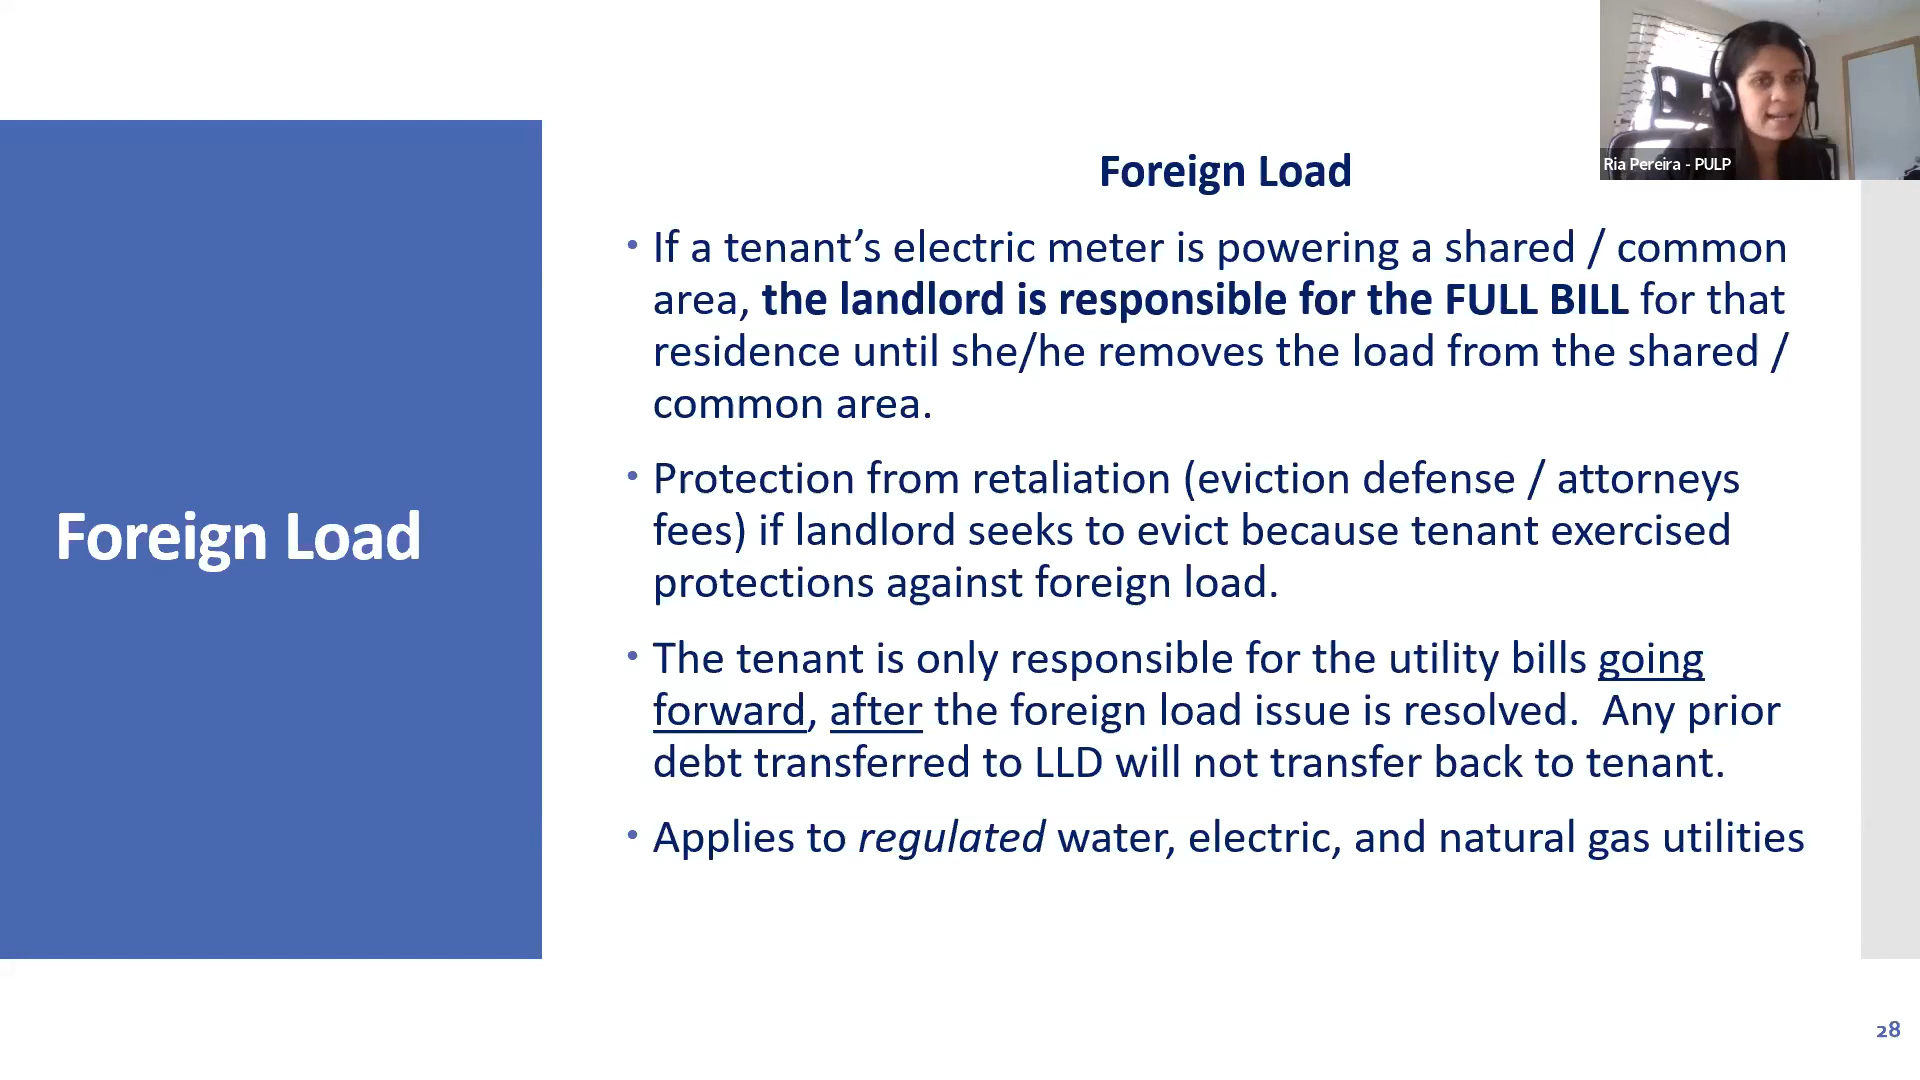 Ria Pereira - PULP
Foreign Load
Foreign Load
• If a tenant’s electric meter is powering a shared / common
area, the landlord is responsible for the FULL BILL for that
residence until she/he removes the load from the shared /
common area.
• Protection from retaliation (eviction defense / attorneys
fees) if landlord seeks to evict because tenant exercised
protections against foreign load.
• The tenant is only responsible for the utility bills going
forward, after the foreign load issue is resolved.  Any prior
debt transferred to LLD will not transfer back to tenant.
• Applies to regulated water, electric, and natural gas utilities
28